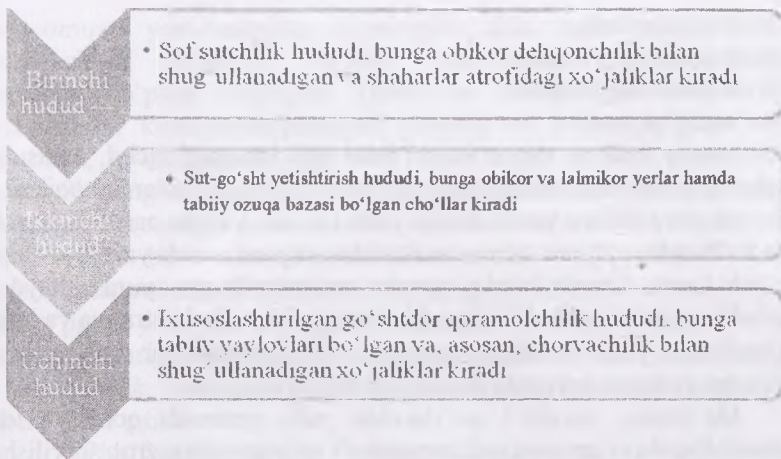 Birinchi
hudud —
• Sof sutchilik hududi, bunga obikor dehqonchilik bilan
shug‘ullanadigan va shaharlar atrofidagi xo‘jaliklar kiradi
Ikkinchi
hudud
• Sut-go‘sht yetishtirish hududi, bunga obikor va lalmikor yerlar hamda
tabiiy ozuqa bazasi bo‘lgan cho‘llar kiradi
Uchinchi
hudud
• Ixtisoslashtirilgan go‘shtdor qoramolchilik hududi, bunga
tabiiy yaylovlari bo‘lgan va, asosan, chorvachilik bilan
shug‘ullanadigan xo‘jaliklar kiradi